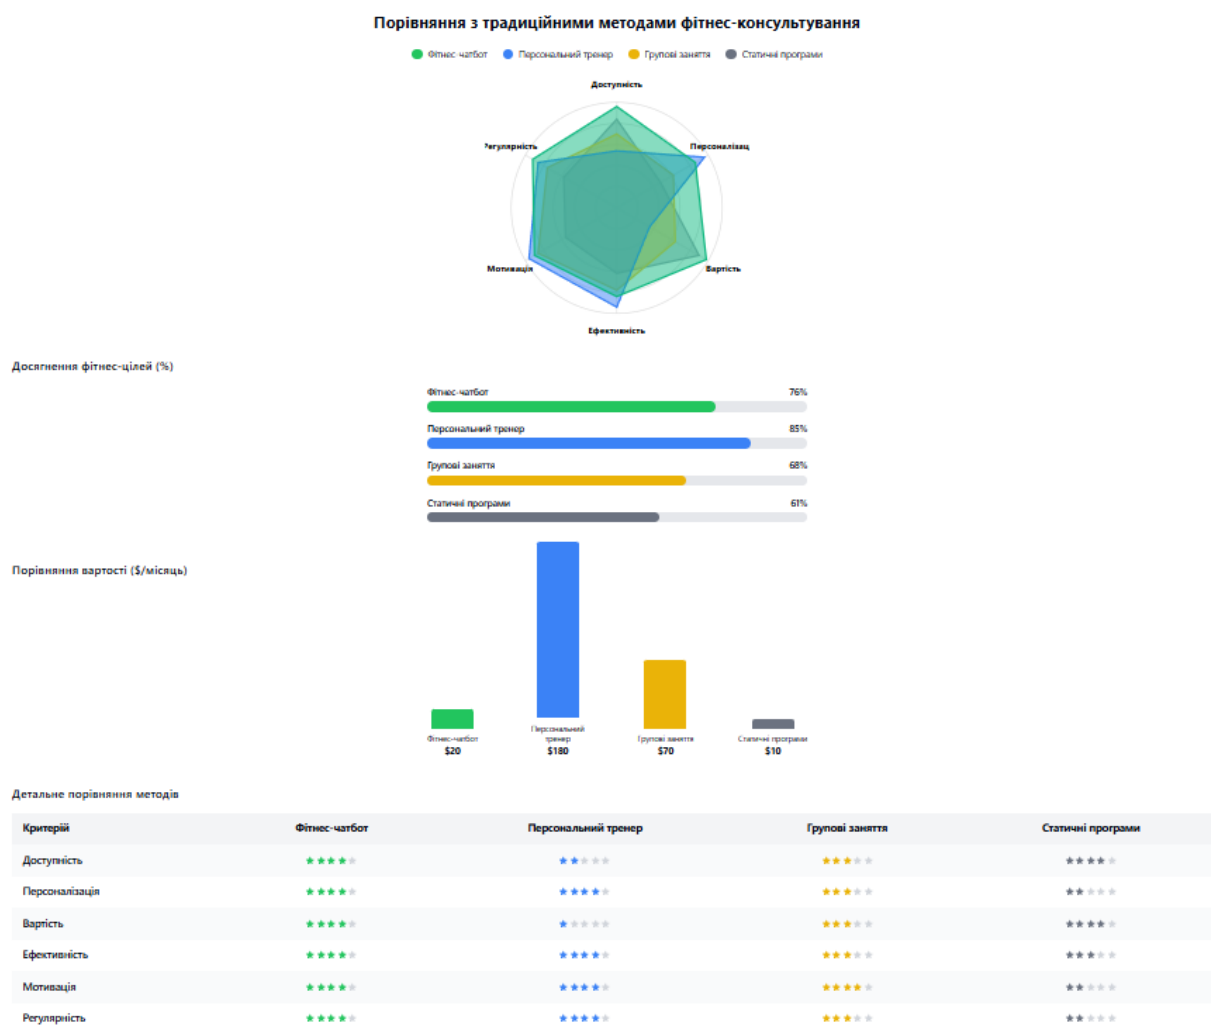 Порівняння з традиційними методами фітнес-консультування
Фітнес-чатбот Персональний тренер Групові заняття Статичні програми
Доступність
Регулярність Персоналізац
Мотивація Вартість
Ефективність
Досягнення фітнес-цілей (%)
Фітнес-чатбот 76%
Персональний тренер 85%
Групові заняття 68%
Статичні програми 61%
Порівняння вартості ($/місяць)
Фітнес-чатбот Персональний тренер Групові заняття Статичні програми
$20 $180 $70 $10
Детальне порівняння методів
Критерій Фітнес-чатбот Персональний тренер Групові заняття Статичні програми
Доступність ★★★★★ ★★★★★ ★★★★★ ★★★★★
Персоналізація ★★★★★ ★★★★★ ★★★★★ ★★★★★
Вартість ★★★★★ ★★★★★ ★★★★★ ★★★★★
Ефективність ★★★★★ ★★★★★ ★★★★★ ★★★★★
Мотивація ★★★★★ ★★★★★ ★★★★★ ★★★★★
Регулярність ★★★★★ ★★★★★ ★★★★★ ★★★★★